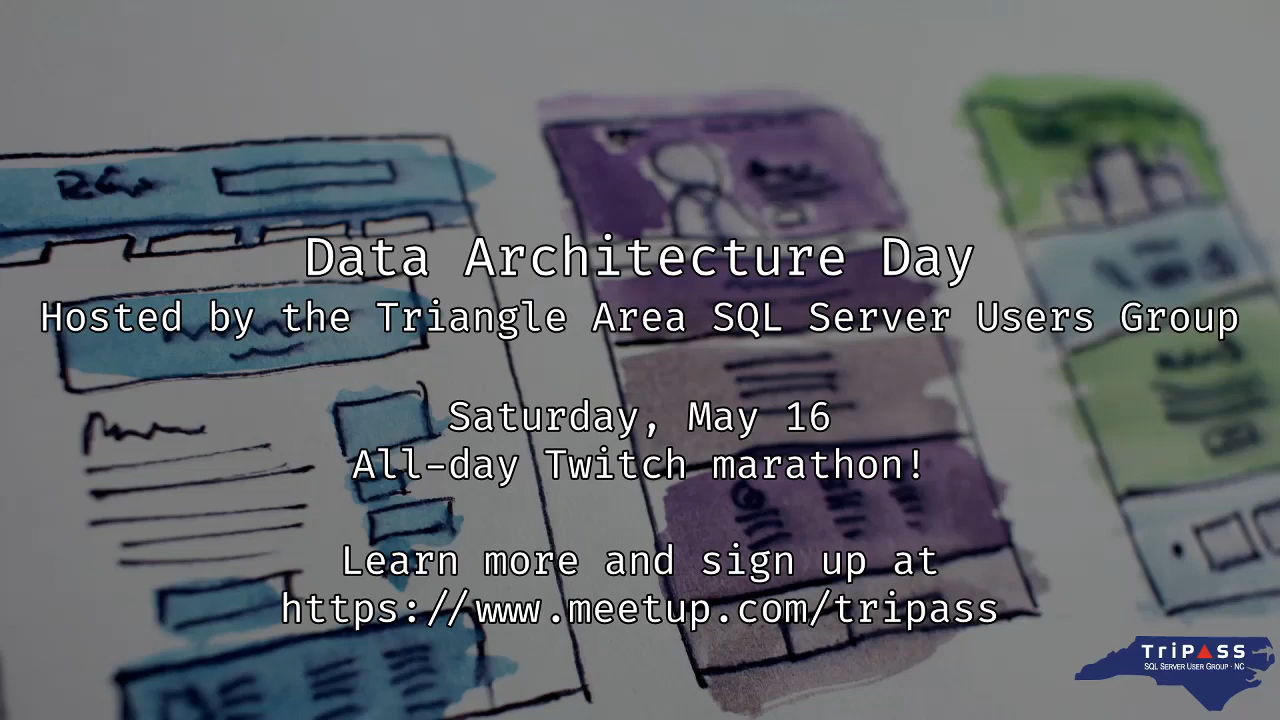 Data Architecture Day
Hosted by the Triangle Area SQL Server Users Group
Saturday, May 16
All-day Twitch marathon!
Learn more and sign up at
https://www.meetup.com/tripass
TriPASS
SQL SERVER USER GROUP · NC